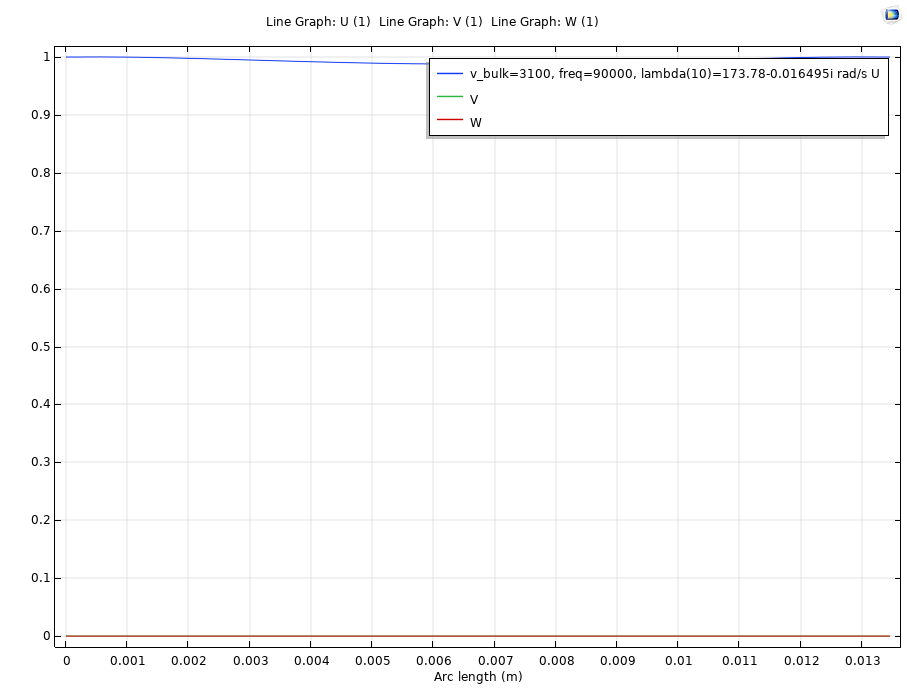 Line Graph: U (1)  Line Graph: V (1)  Line Graph: W (1)
1
0.9
0.8
0.7
0.6
0.5
0.4
0.3
0.2
0.1
0
v_bulk=3100, freq=90000, lambda(10)=173.78-0.016495i rad/s U
V
W
0 0.001 0.002 0.003 0.004 0.005 0.006 0.007 0.008 0.009 0.01 0.011 0.012 0.013
Arc length (m)